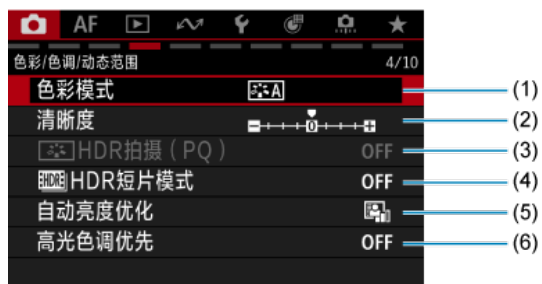 AF
色彩/色调/动态范围 4/10
色彩模式 A (1)
清晰度 0 (2)
HDR拍摄（PQ） OFF (3)
HDR HDR短片模式 OFF (4)
自动亮度优化 (5)
高光色调优先 OFF (6)